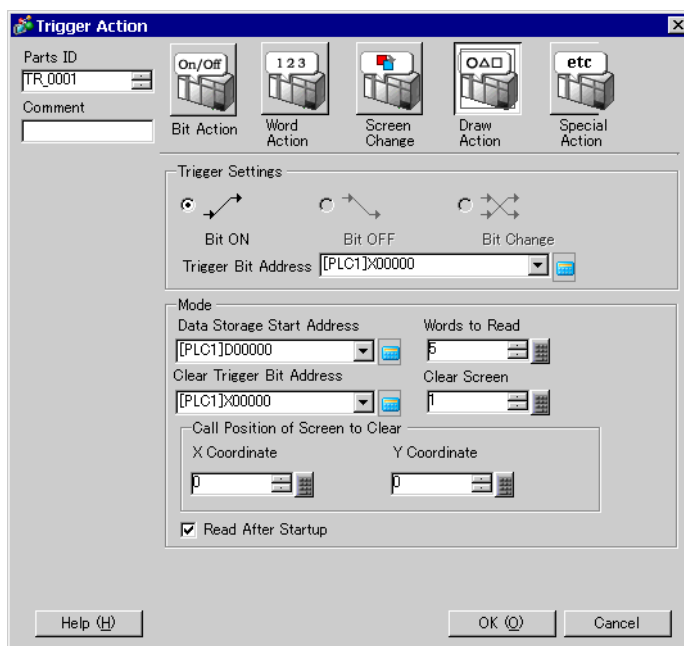 Trigger Action
Parts ID
TR_0001
Comment
On/Off
1 2 3
etc
Bit Action
Word Action
Screen Change
Draw Action
Special Action
Trigger Settings
Bit ON
Bit OFF
Bit Change
Trigger Bit Address [PLC1]X00000
Mode
Data Storage Start Address
Words to Read
[PLC1]D00000
5
Clear Trigger Bit Address
Clear Screen
[PLC1]X00000
1
Call Position of Screen to Clear
X Coordinate
Y Coordinate
0
0
Read After Startup
Help (H)
OK (O)
Cancel